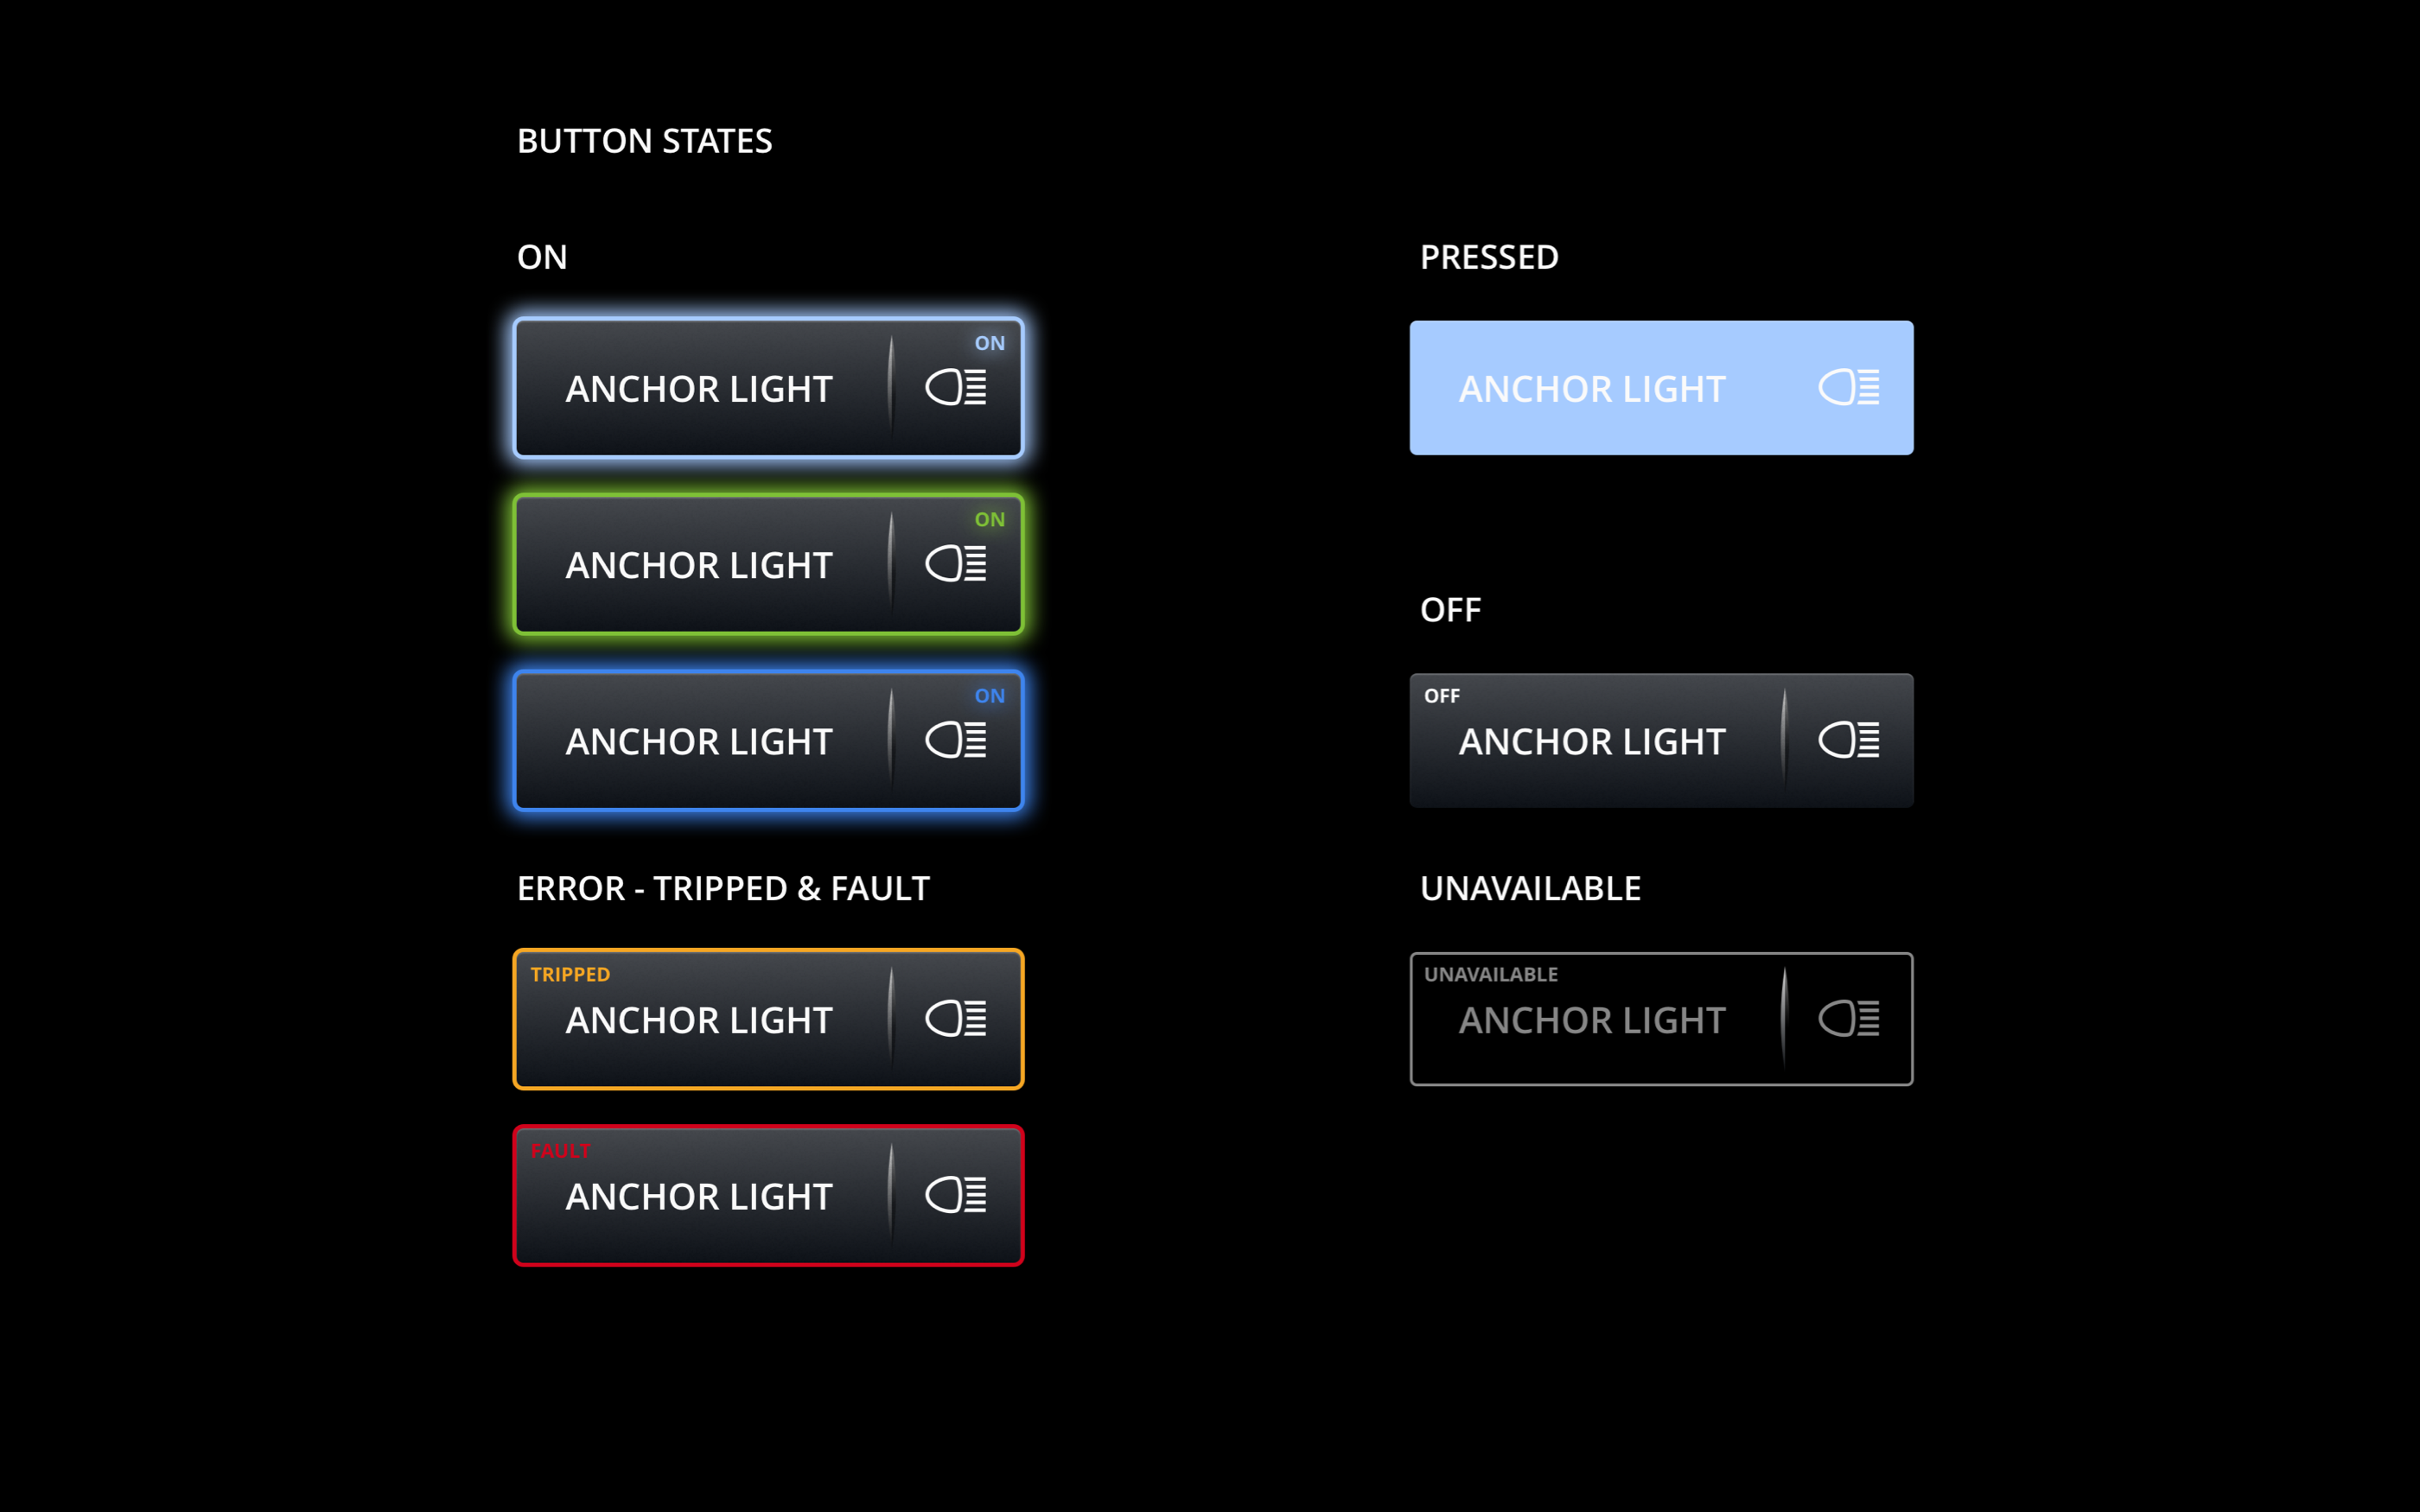 BUTTON STATES
ON
ON
ANCHOR LIGHT
ON
ANCHOR LIGHT
ON
ANCHOR LIGHT
ERROR - TRIPPED & FAULT
TRIPPED
ANCHOR LIGHT
FAULT
ANCHOR LIGHT
PRESSED
ANCHOR LIGHT
OFF
OFF
ANCHOR LIGHT
UNAVAILABLE
UNAVAILABLE
ANCHOR LIGHT